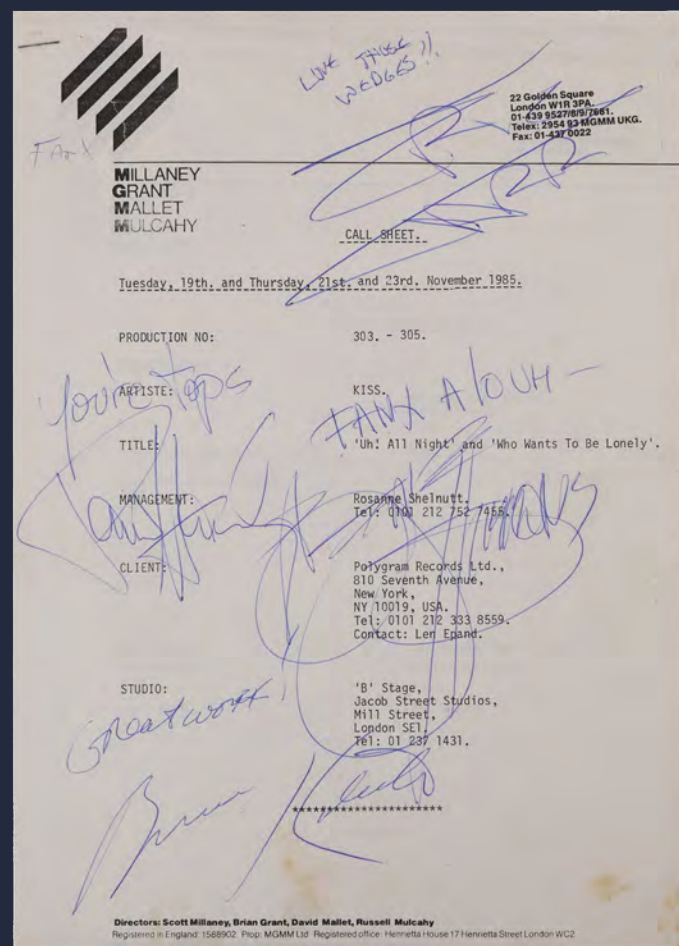 LOVE THOSE !!
WEDGES!!
22 Golden Square
London W1R 3PA.
01-439 9527/8/9/7661.
Telex: 2954 93 MGMM UKG.
Fax: 01-437 0022
MILLANEY
GRANT
MALLET
MULCAHY
CALL SHEET.
Tuesday, 19th. and Thursday, 21st. and 23rd. November 1985.
PRODUCTION NO: 303. - 305.
You're tops
ARTISTE: KISS.
TITLE: 'Uh! All Night' and 'Who Wants To Be Lonely'.
MANAGEMENT: Rosanne Shelnutt.
Tel: 0101 212 752 7455.
CLIENT: Polygram Records Ltd.,
810 Seventh Avenue,
New York,
NY 10019, USA.
Tel: 0101 212 333 8559.
Contact: Len Epand.
STUDIO: 'B' Stage,
Jacob Street Studios,
Mill Street,
London SE1.
Tel: 01 237 1431.
Great work
Bruce Kulick
**********************
Directors: Scott Millaney, Brian Grant, David Mallet, Russell Mulcahy
Registered in England: 1588902 Prop: MGMM Ltd Registered office: Henrietta House 17 Henrietta Street London WC2